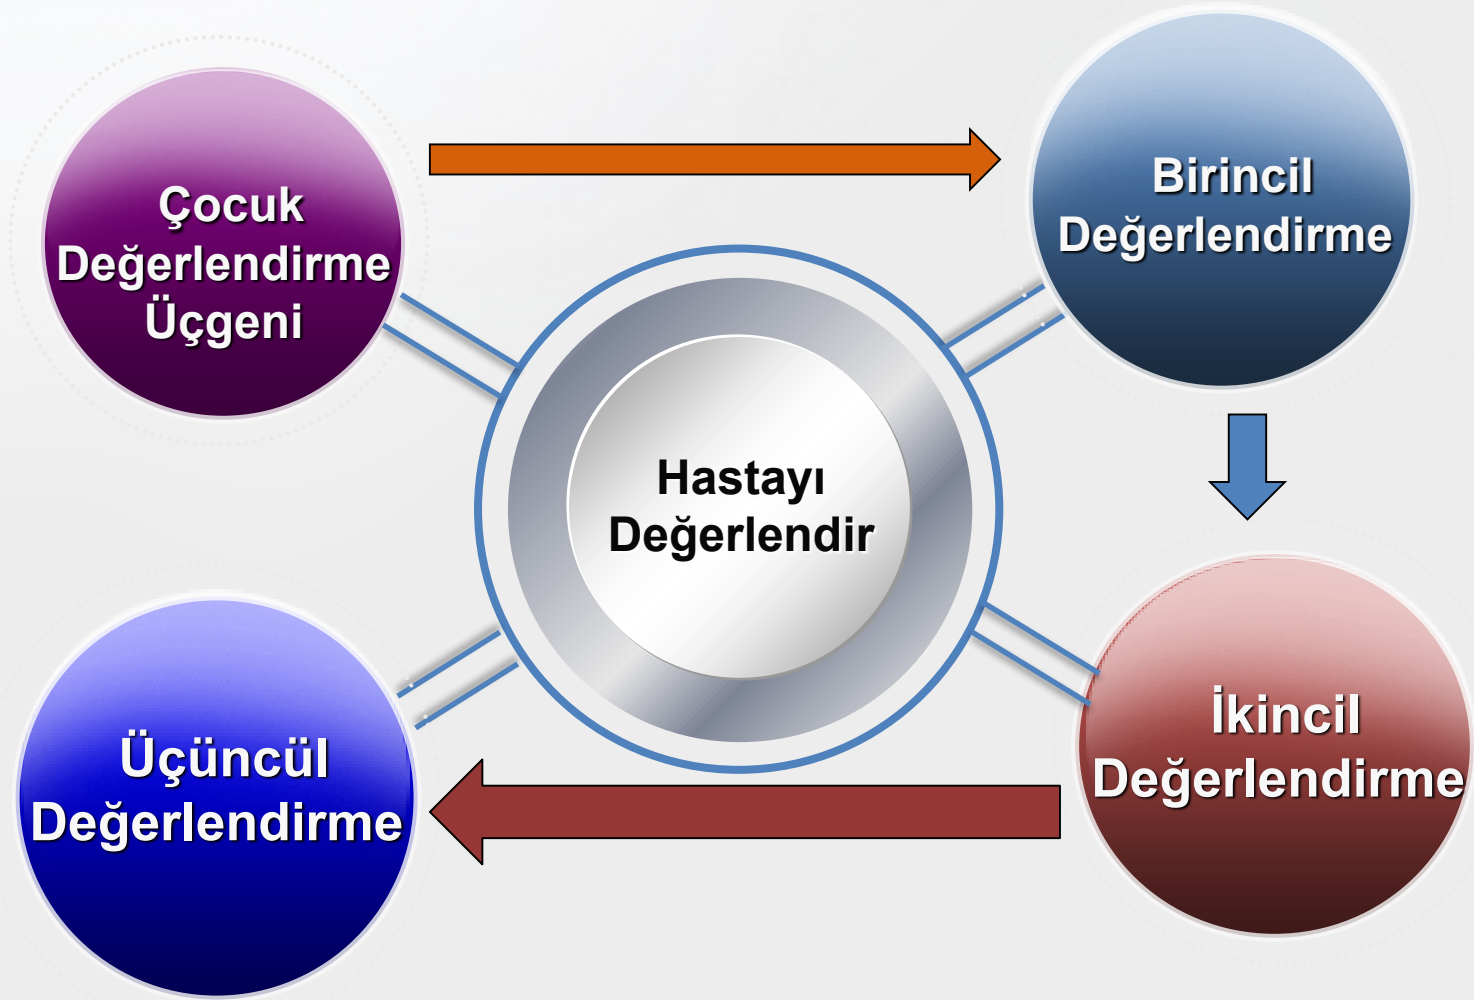 Çocuk
Değerlendirme
Üçgeni
Birincil
Değerlendirme
Hastayı
Değerlendir
İkincil
Değerlendirme
Üçüncül
Değerlendirme